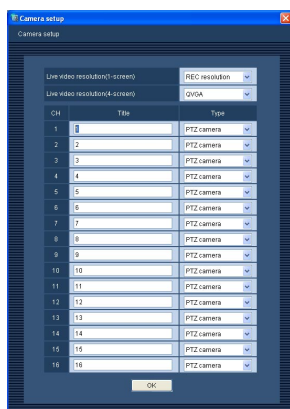 Camera setup
Camera setup
Live video resolution(1-screen) REC resolution
Live video resolution(4-screen) QVGA
CH Title Type
1 1 PTZ camera
2 2 PTZ camera
3 3 PTZ camera
4 4 PTZ camera
5 5 PTZ camera
6 6 PTZ camera
7 7 PTZ camera
8 8 PTZ camera
9 9 PTZ camera
10 10 PTZ camera
11 11 PTZ camera
12 12 PTZ camera
13 13 PTZ camera
14 14 PTZ camera
15 15 PTZ camera
16 16 PTZ camera
OK